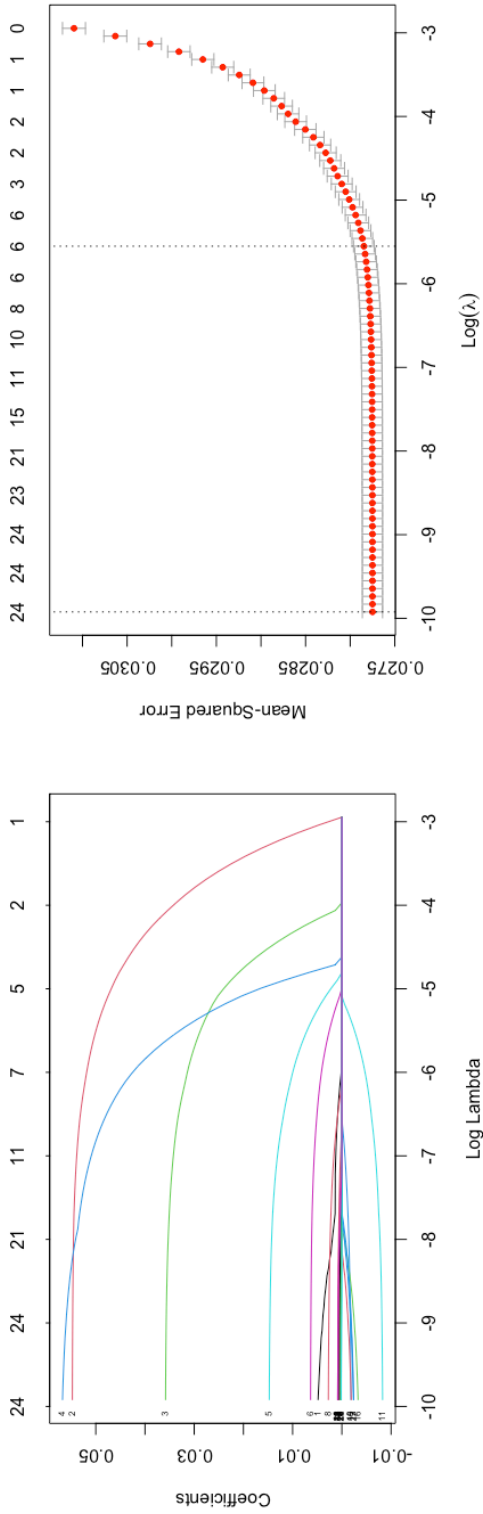 24 24 21 11 7 5 2 1
Coefficients
0.05
0.03
0.01
-0.01
4
2
3
5
6
1
8
16
11
-10 -9 -8 -7 -6 -5 -4 -3
Log Lambda
24 24 24 23 21 15 11 10 8 6 6 6 3 2 2 1 1 0
Mean-Squared Error
0.0305
0.0295
0.0285
0.0275
-10 -9 -8 -7 -6 -5 -4 -3
Log(λ)